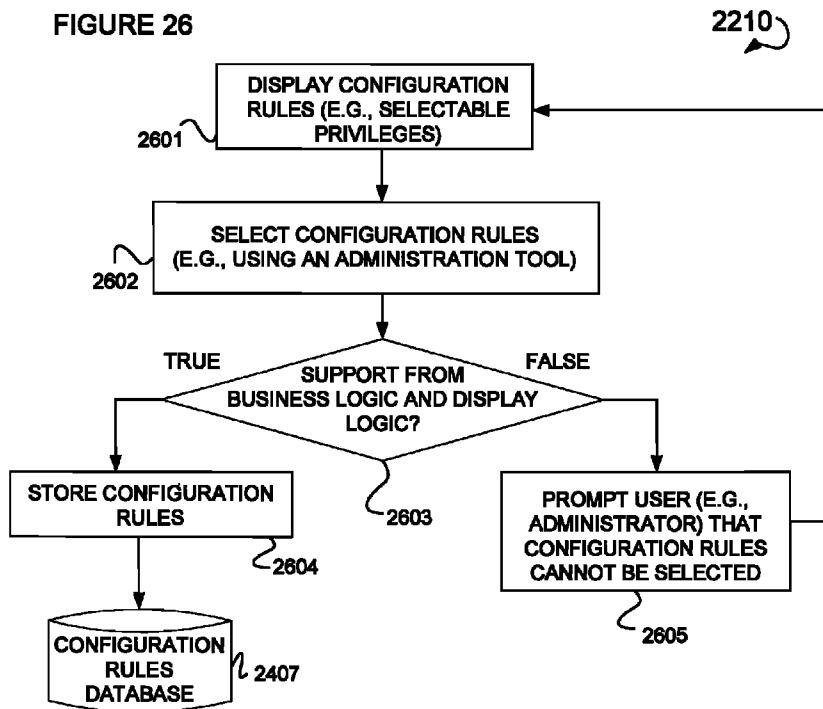 FIGURE 26
2210
DISPLAY CONFIGURATION
RULES (E.G., SELECTABLE
PRIVILEGES)
2601
SELECT CONFIGURATION RULES
(E.G., USING AN ADMINISTRATION TOOL)
2602
TRUE
FALSE
SUPPORT FROM
BUSINESS LOGIC AND DISPLAY
LOGIC?
2603
STORE CONFIGURATION
RULES
2604
PROMPT USER (E.G.,
ADMINISTRATOR) THAT
CONFIGURATION RULES
CANNOT BE SELECTED
2605
CONFIGURATION
RULES
DATABASE
2407